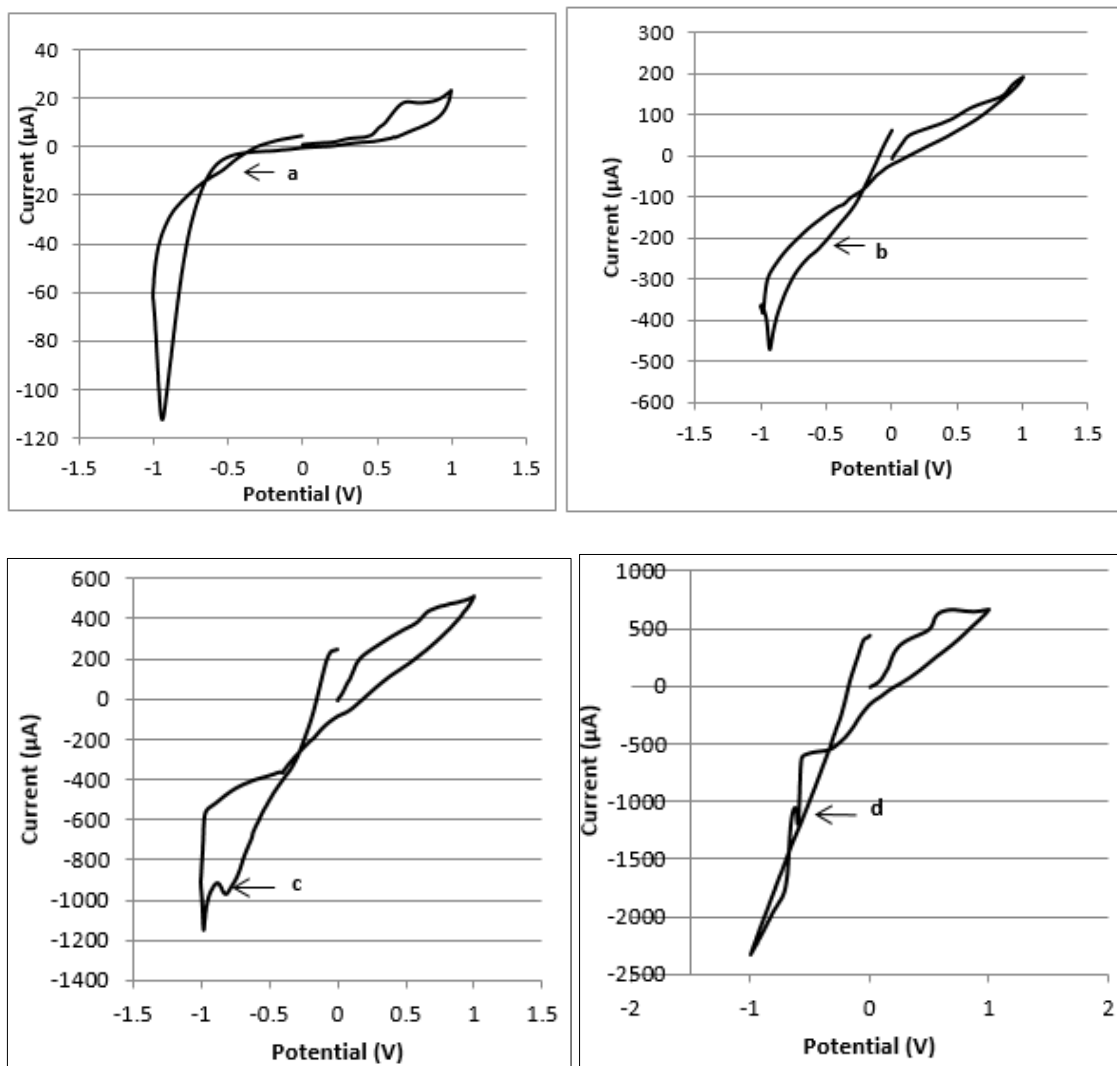 40
20
0
-20
-40
-60
-80
-100
-120
Current (µA)
a
-1.5 -1 -0.5 0 0.5 1 1.5
Potential (V)
300
200
100
0
-100
-200
-300
-400
-500
-600
Current (µA)
b
-1.5 -1 -0.5 0 0.5 1 1.5
Potential (V)
600
400
200
0
-200
-400
-600
-800
-1000
-1200
-1400
Current (µA)
c
-1.5 -1 -0.5 0 0.5 1 1.5
Potential (V)
1000
500
0
-500
-1000
-1500
-2000
-2500
Current (µA)
d
-2 -1 0 1 2
Potential (V)